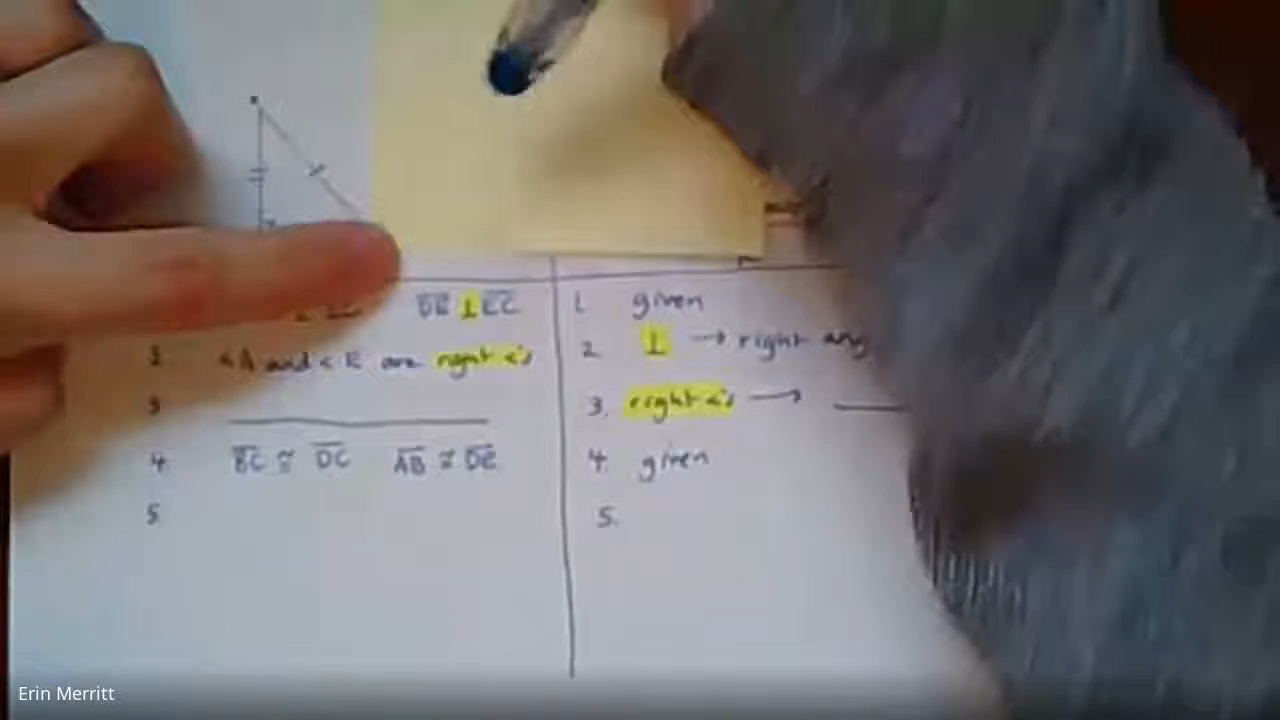 DE ⊥ EC
1. given
2. ∠A and ∠E are right ∠'s
2. ⊥ → right
3
3. right ∠'s →
4 BC ≅ DC AB ≅ DE
4. given
5
5.
Erin Merritt